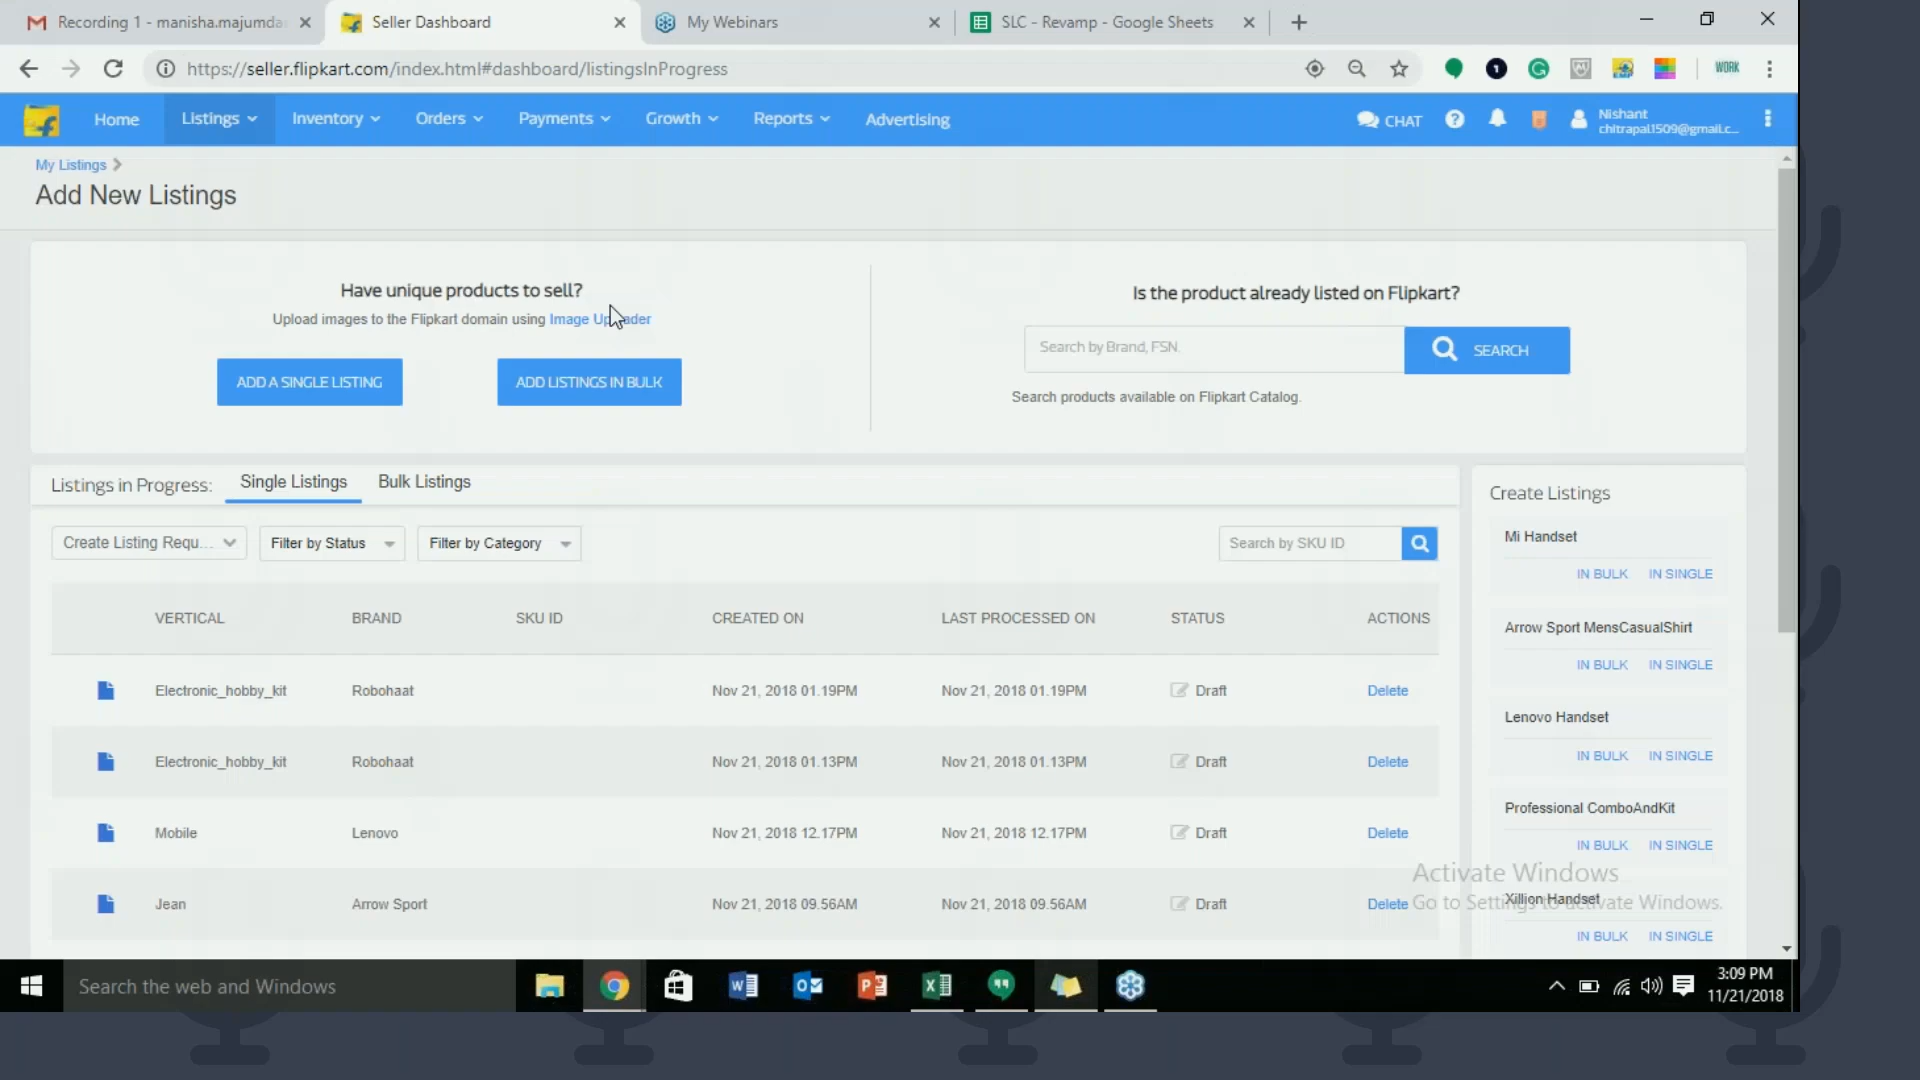 Recording 1 - manisha.majumda
Seller Dashboard
My Webinars
SLC - Revamp - Google Sheets
https://seller.flipkart.com/index.html#dashboard/listingsInProgress
WORK
Home
Listings
Inventory
Orders
Payments
Growth
Reports
Advertising
CHAT
Nishant
chitrapal1509@gmail.c...
My Listings
Add New Listings
Have unique products to sell?
Upload images to the Flipkart domain using Image Uploader
ADD A SINGLE LISTING
ADD LISTINGS IN BULK
Is the product already listed on Flipkart?
Search by Brand, FSN.
SEARCH
Search products available on Flipkart Catalog.
Listings in Progress:
Single Listings
Bulk Listings
Create Listing Requ...
Filter by Status
Filter by Category
Search by SKU ID
VERTICAL BRAND SKU ID CREATED ON LAST PROCESSED ON STATUS ACTIONS
Electronic_hobby_kit Robohaat Nov 21, 2018 01.19PM Nov 21, 2018 01.19PM Draft Delete
Electronic_hobby_kit Robohaat Nov 21, 2018 01.13PM Nov 21, 2018 01.13PM Draft Delete
Mobile Lenovo Nov 21, 2018 12.17PM Nov 21, 2018 12.17PM Draft Delete
Jean Arrow Sport Nov 21, 2018 09.56AM Nov 21, 2018 09.56AM Draft Delete
Create Listings
Mi Handset
IN BULK IN SINGLE
Arrow Sport MensCasualShirt
IN BULK IN SINGLE
Lenovo Handset
IN BULK IN SINGLE
Professional ComboAndKit
IN BULK IN SINGLE
Xillion Handset
IN BULK IN SINGLE
Activate Windows
Go to Settings to activate Windows.
Search the web and Windows
3:09 PM
11/21/2018